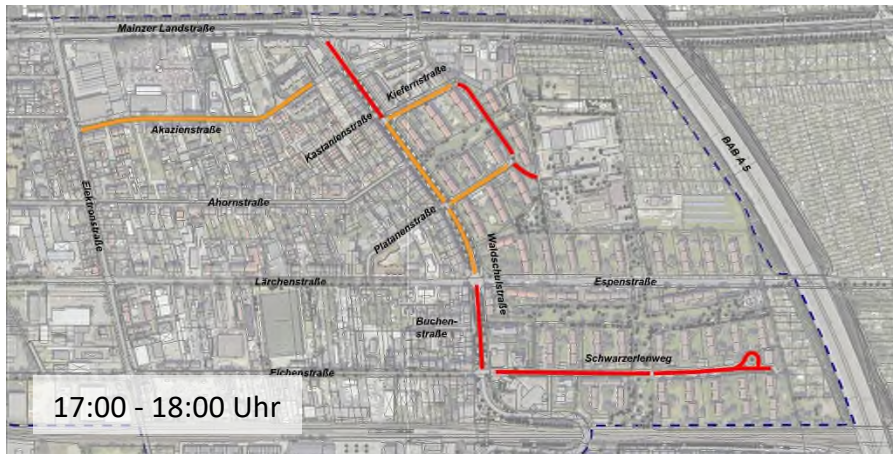 Mainzer Landstraße
Kiefernstraße
Akazienstraße
Kastanienstraße
BAB A 5
Elektronstraße
Ahornstraße
Platanenstraße
Waldschulstraße
Lärchenstraße
Espenstraße
Buchen-
straße
Schwarzerlenweg
Eichenstraße
17:00 - 18:00 Uhr